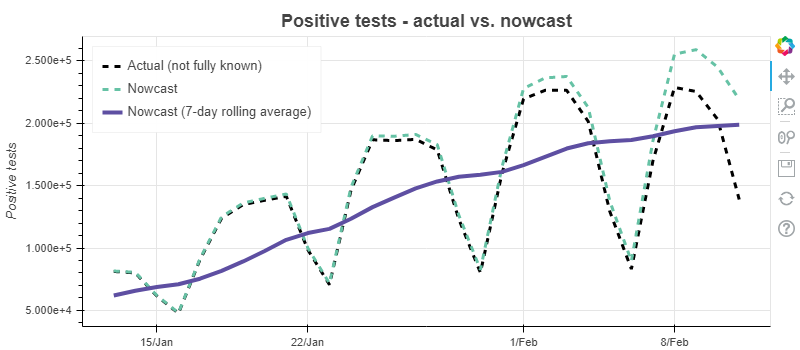 Positive tests - actual vs. nowcast
Actual (not fully known)
Nowcast
Nowcast (7-day rolling average)
Positive tests
2.500e+5
2.000e+5
1.500e+5
1.000e+5
5.000e+4
15/Jan
22/Jan
1/Feb
8/Feb